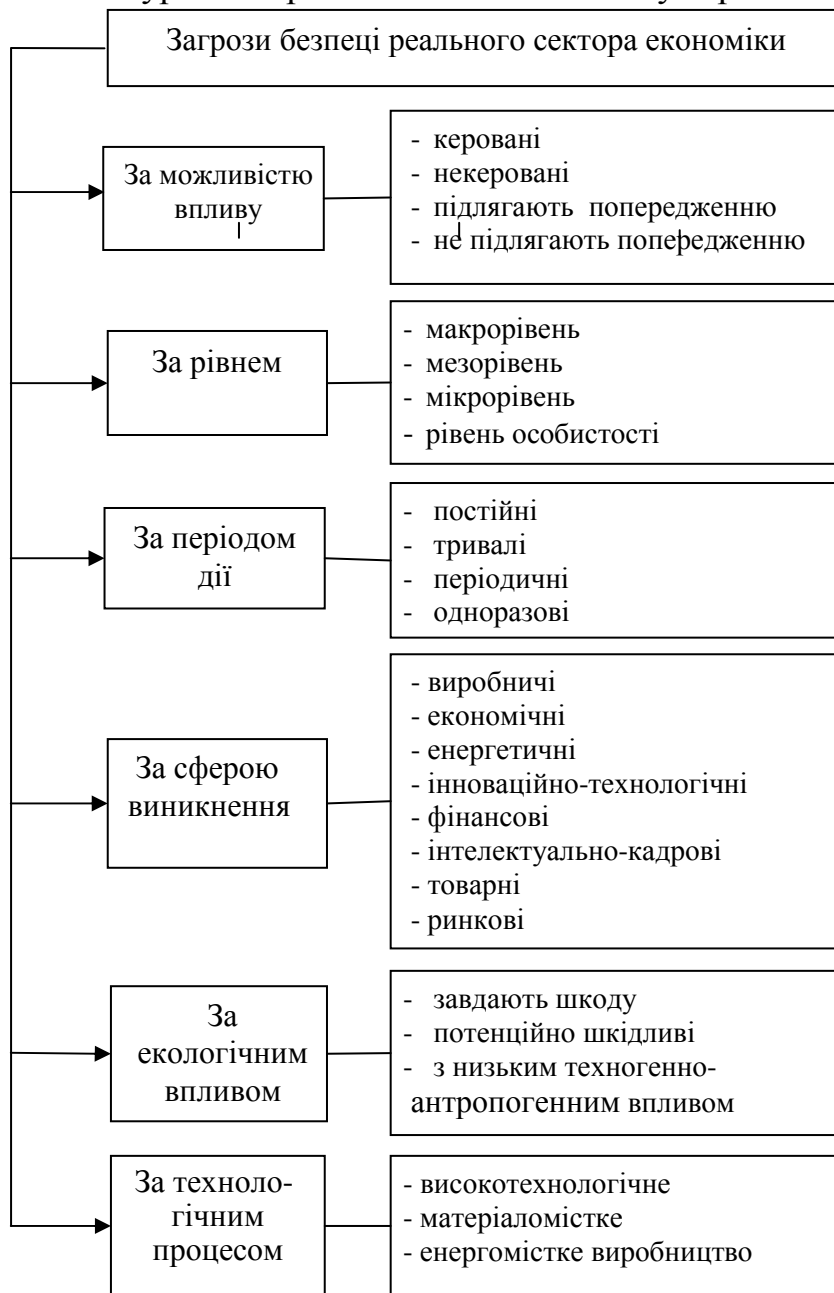 Загрози безпеці реального сектора економіки
За можливістю
впливу
- керовані
- некеровані
- підлягають попередженню
- не підлягають попередженню
За рівнем
- макрорівень
- мезорівень
- мікрорівень
- рівень особистості
За періодом
дії
- постійні
- тривалі
- періодичні
- одноразові
За сферою
виникнення
- виробничі
- економічні
- енергетичні
- інноваційно-технологічні
- фінансові
- інтелектуально-кадрові
- товарні
- ринкові
За
екологічним
впливом
- завдають шкоду
- потенційно шкідливі
- з низьким техногенно-
антропогенним впливом
За техноло-
гічним
процесом
- високотехнологічне
- матеріаломістке
- енергомістке виробництво